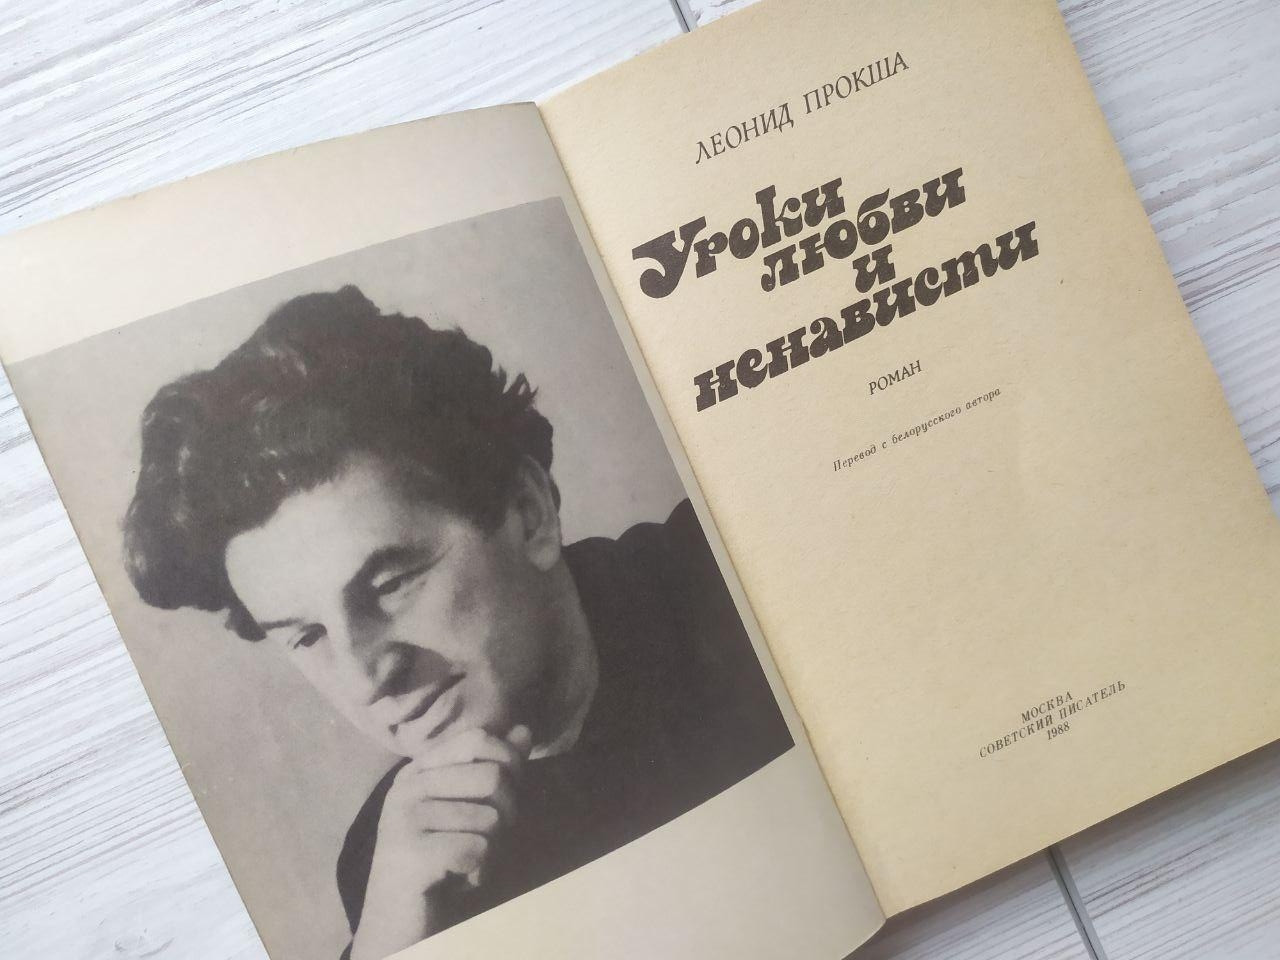 ЛЕОНИД ПРОКША
Уроки
любви
и
ненависти
РОМАН
Перевод с белорусского автора
МОСКВА
СОВЕТСКИЙ ПИСАТЕЛЬ
1988